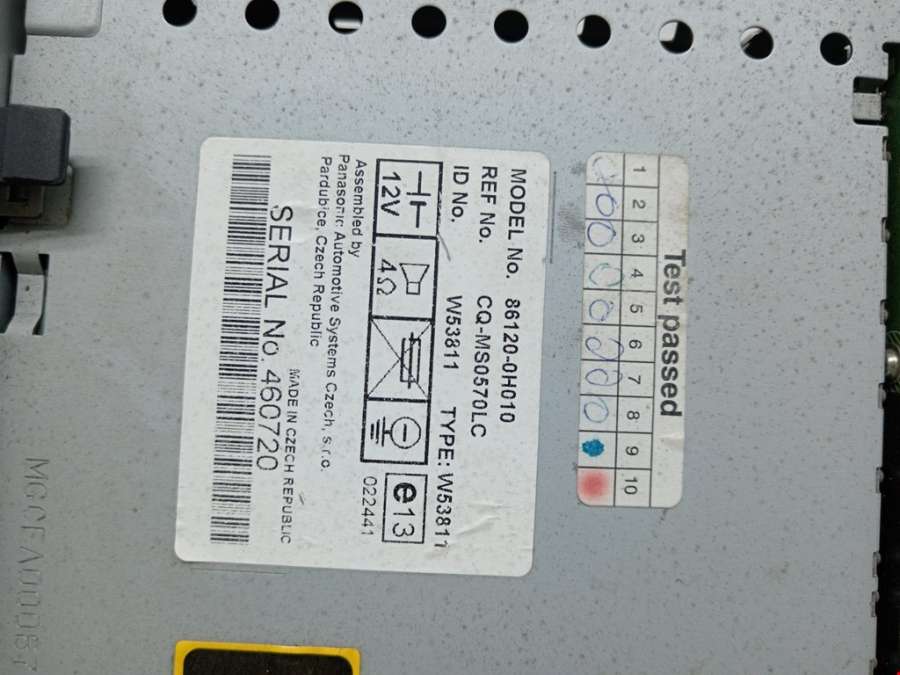 Test passed
1 2 3 4 5 6 7 8 9 10
MODEL No. 86120-0H010
REF No. CQ-MS0570LC
ID No. W53811 TYPE: W53811
12V 4Ω e13
022441
Assembled by
Panasonic Automotive Systems Czech, s.r.o.
Pardubice, Czech Republic
MADE IN CZECH REPUBLIC
SERIAL No. 460720